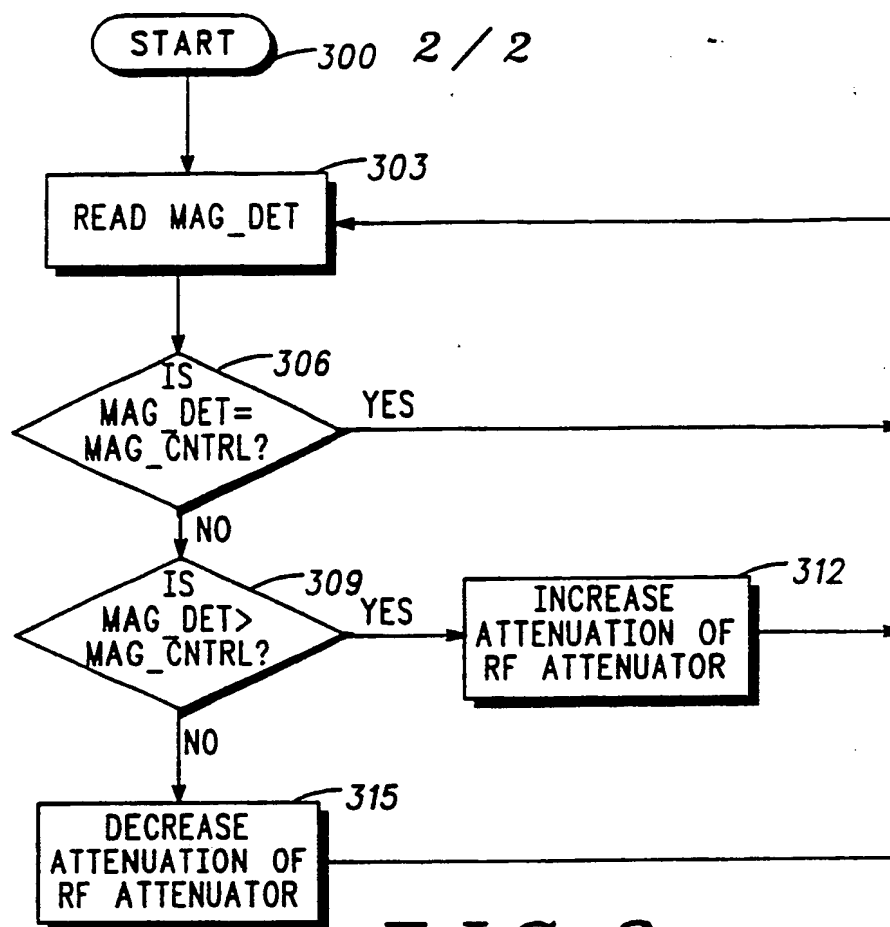 START
300
2/2
303
READ MAG_DET
306
IS
MAG_DET=
MAG_CNTRL?
YES
NO
309
IS
MAG_DET>
MAG_CNTRL?
YES
312
INCREASE
ATTENUATION OF
RF ATTENUATOR
NO
315
DECREASE
ATTENUATION OF
RF ATTENUATOR